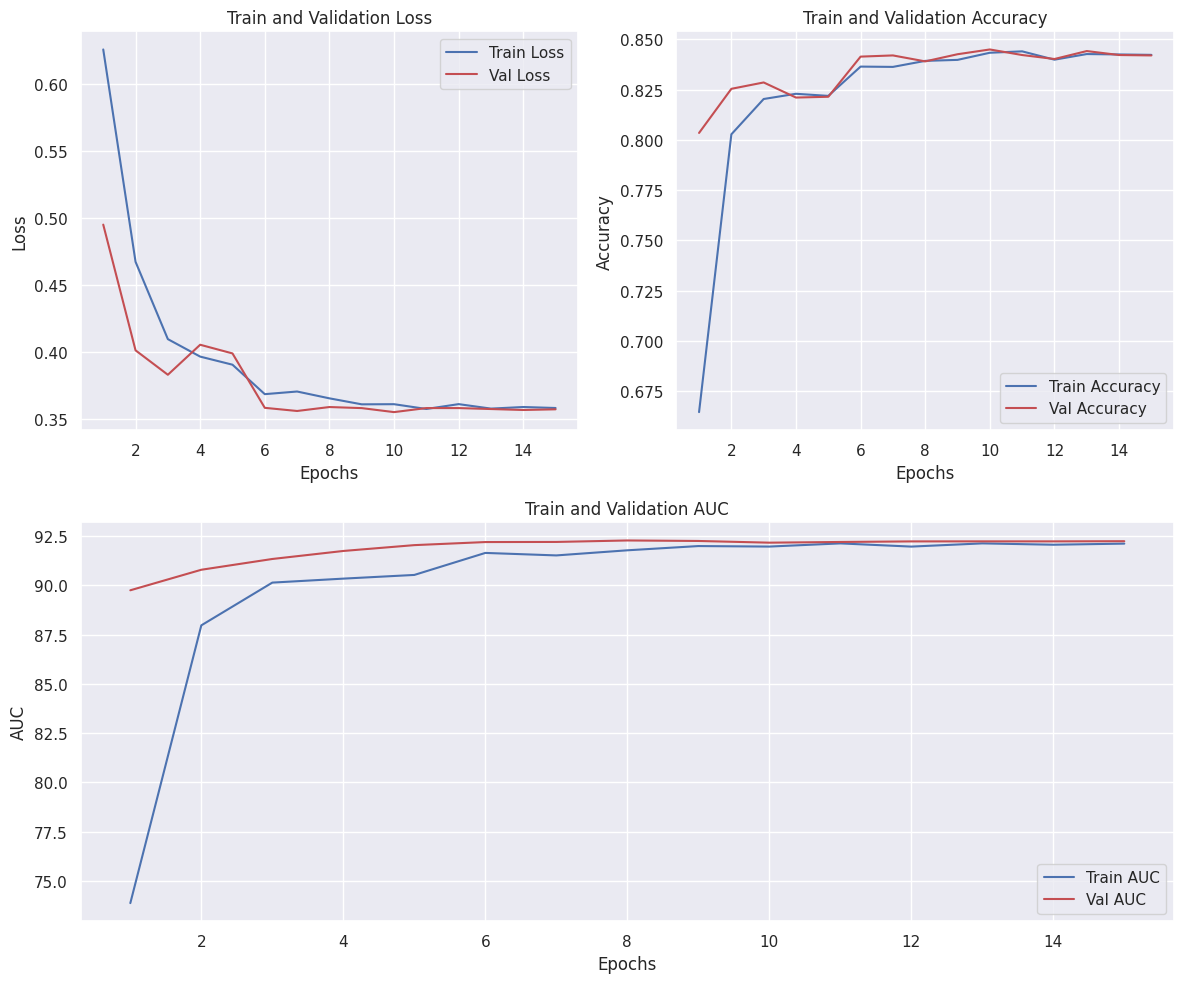 Train and Validation Loss
Train Loss
Val Loss
0.60
0.55
0.50
0.45
0.40
0.35
Loss
2 4 6 8 10 12 14
Epochs
Train and Validation Accuracy
0.850
0.825
0.800
0.775
0.750
0.725
0.700
0.675
Accuracy
Train Accuracy
Val Accuracy
2 4 6 8 10 12 14
Epochs
Train and Validation AUC
92.5
90.0
87.5
85.0
82.5
80.0
77.5
75.0
AUC
Train AUC
Val AUC
2 4 6 8 10 12 14
Epochs